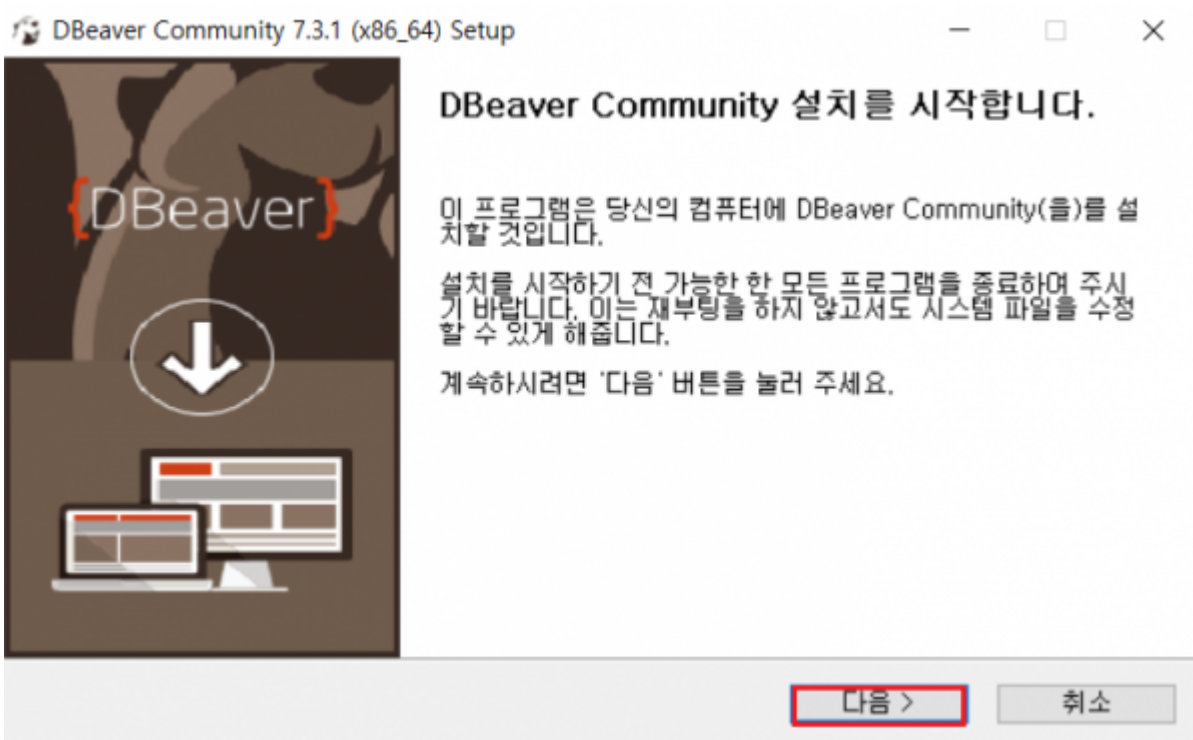 DBeaver Community 7.3.1 (x86_64) Setup
{DBeaver}
DBeaver Community 설치를 시작합니다.
이 프로그램은 당신의 컴퓨터에 DBeaver Community(을)를 설
치할 것입니다.
설치를 시작하기 전 가능한 한 모든 프로그램을 종료하여 주시
기 바랍니다. 이는 재부팅을 하지 않고서도 시스템 파일을 수정
할 수 있게 해줍니다.
계속하시려면 '다음' 버튼을 눌러 주세요.
다음 >
취소